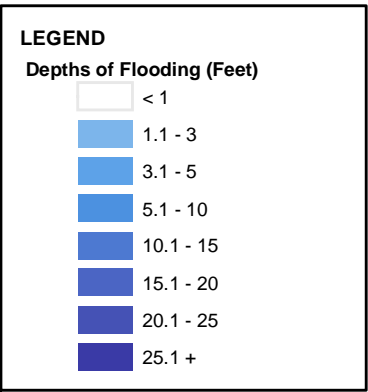 LEGEND
Depths of Flooding (Feet)
< 1
1.1 - 3
3.1 - 5
5.1 - 10
10.1 - 15
15.1 - 20
20.1 - 25
25.1 +